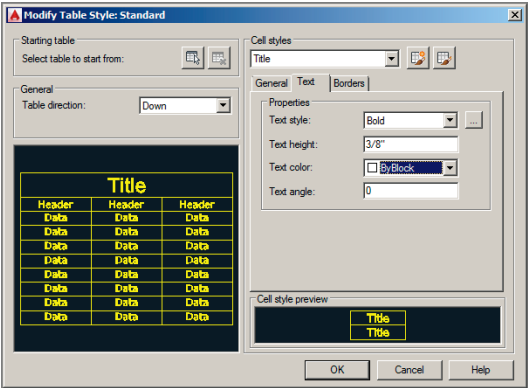 Modify Table Style: Standard
Starting table
Select table to start from:
General
Table direction: Down
Title
Header Header Header
Data Data Data
Data Data Data
Data Data Data
Data Data Data
Data Data Data
Data Data Data
Data Data Data
Data Data Data
Cell styles
Title
General Text Borders
Properties
Text style: Bold ...
Text height: 3/8"
Text color: ByBlock
Text angle: 0
Cell style preview
Title
Title
OK Cancel Help